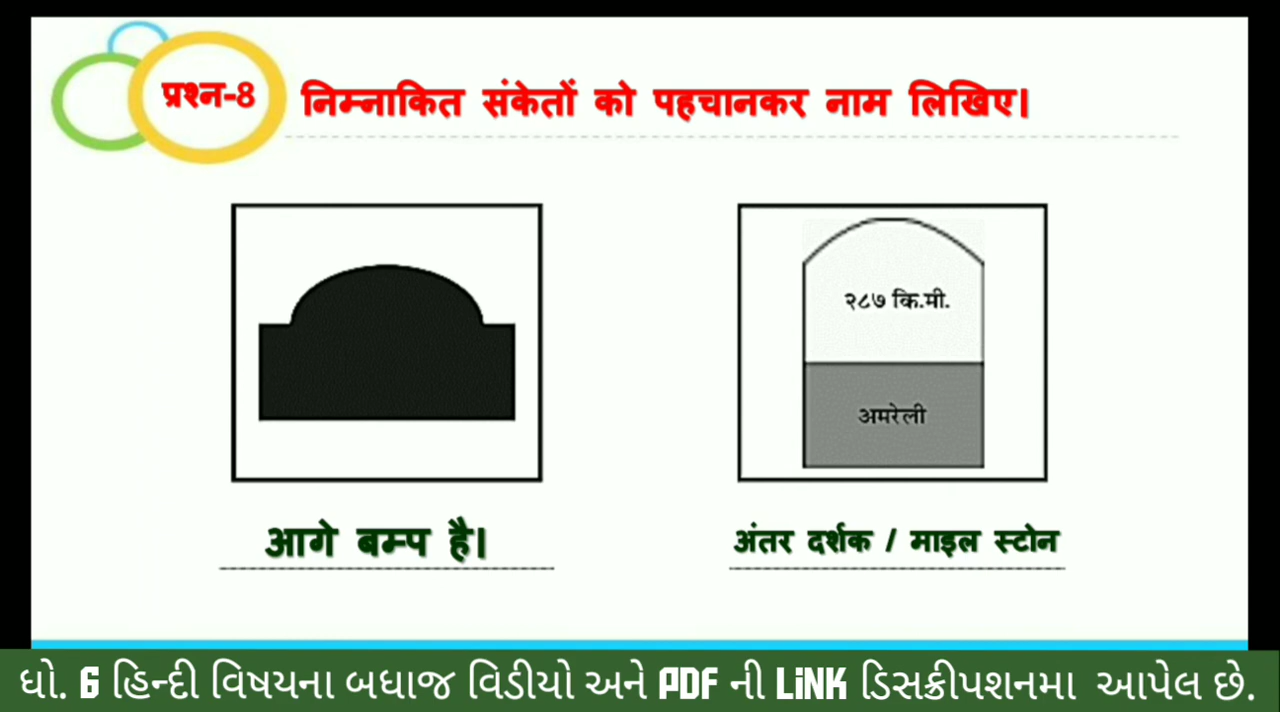 प्रश्न-8
निम्नाकित संकेतों को पहचानकर नाम लिखिए।
२८७ कि.मी.
अमरेली
आगे बम्प है।
अंतर दर्शक / माइल स्टोन
ધો. 6 હિન્દી વિષયના બધાજ વિડીયો અને PDF ની LiNK ડિસક્રીપશનમા આપેલ છે.